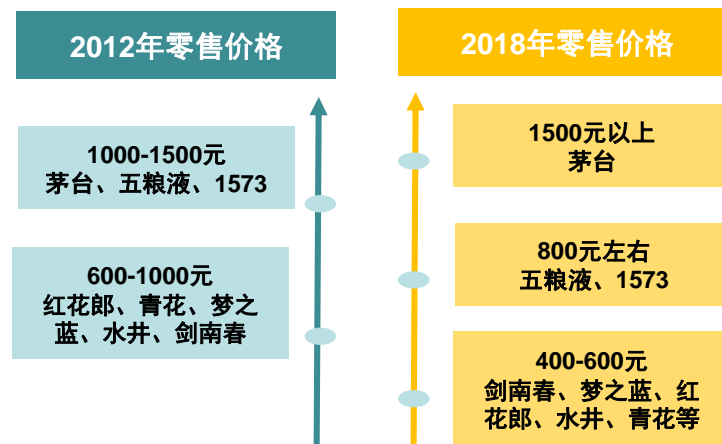 2012年零售价格
1000-1500元
茅台、五粮液、1573
600-1000元
红花郎、青花、梦之
蓝、水井、剑南春
2018年零售价格
1500元以上
茅台
800元左右
五粮液、1573
400-600元
剑南春、梦之蓝、红
花郎、水井、青花等